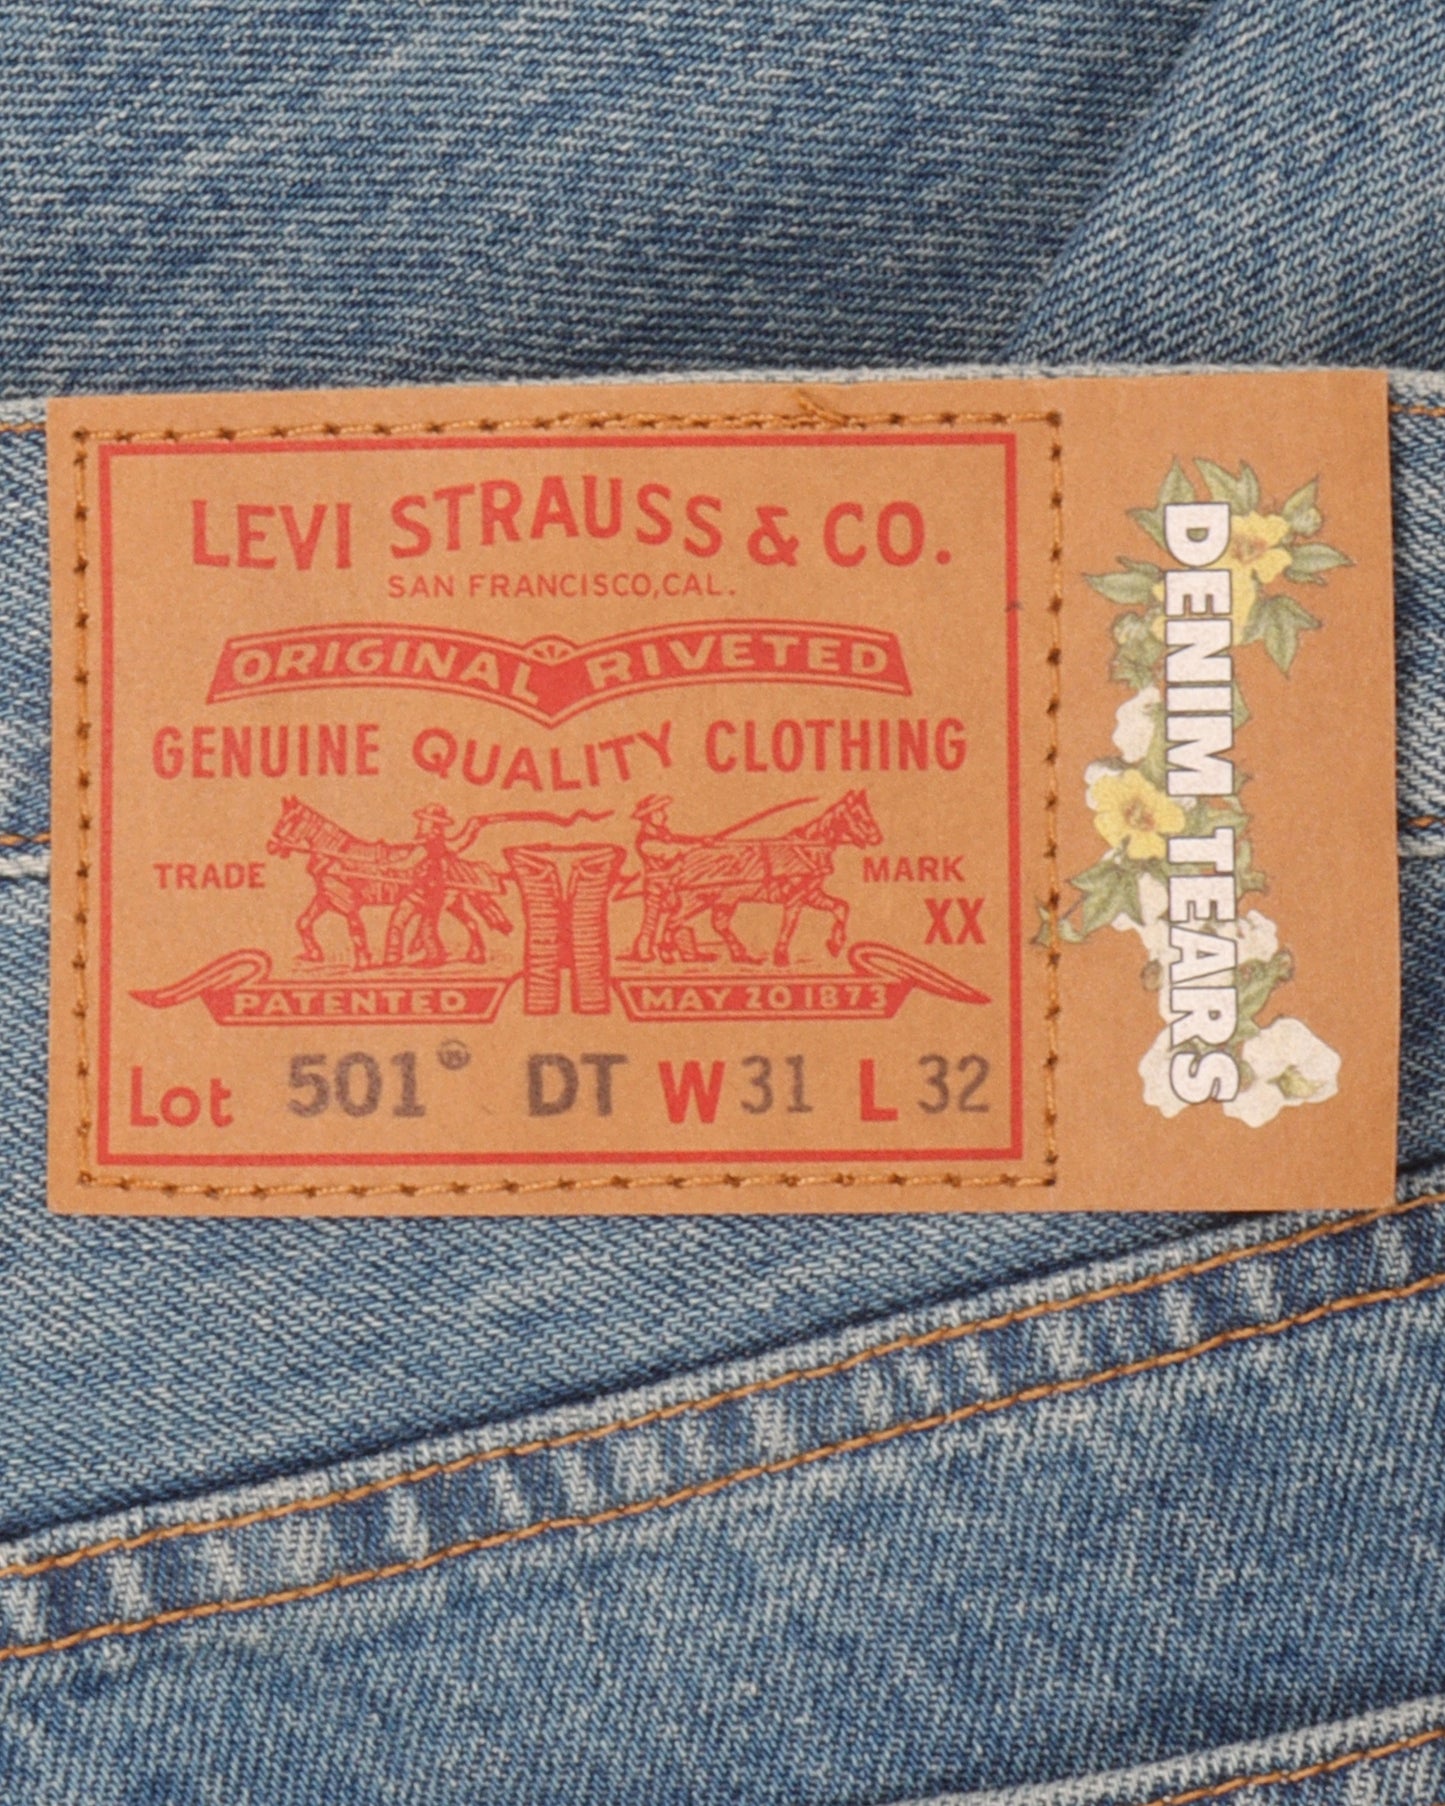 LEVI STRAUSS & CO.
SAN FRANCISCO, CAL.
ORIGINAL RIVETED
GENUINE QUALITY CLOTHING
TRADE MARK
XX
PATENTED MAY 20 1873
Lot 501 DT W 31 L 32
DENIM TEARS